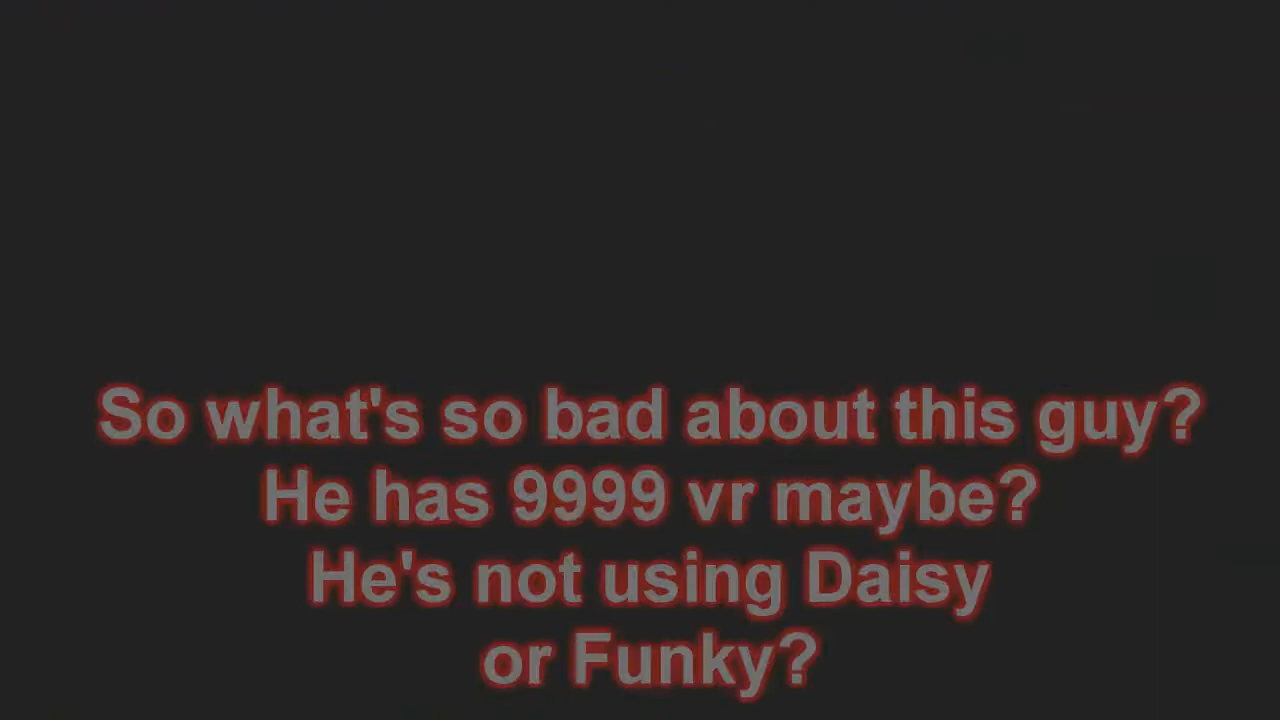 So what's so bad about this guy?
He has 9999 vr maybe?
He's not using Daisy
or Funky?